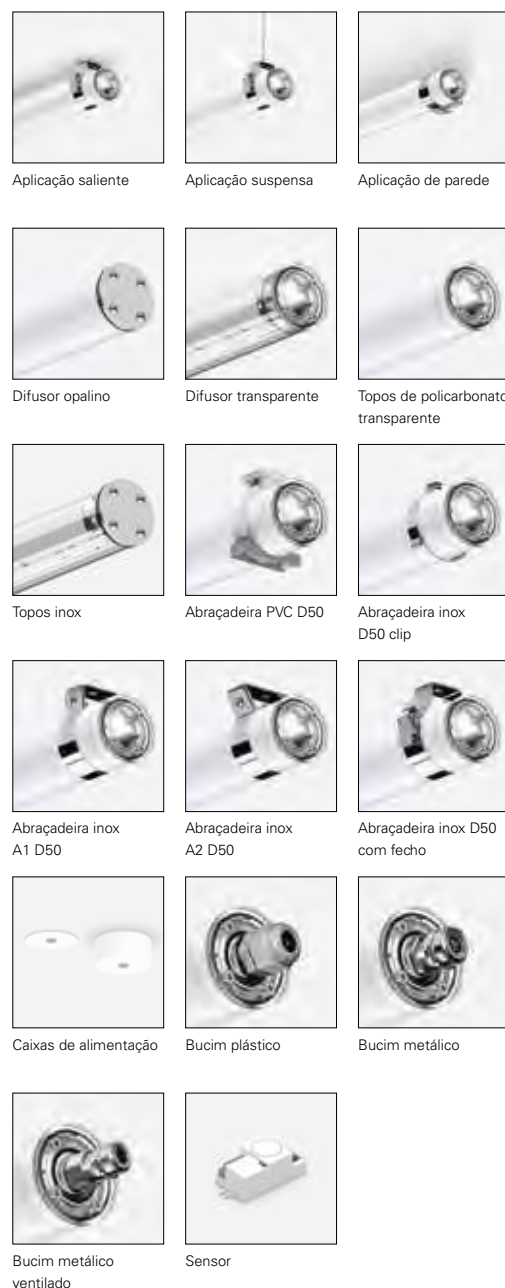 Aplicação saliente
Aplicação suspensa
Aplicação de parede
Difusor opalino
Difusor transparente
Topos de policarbonato
transparente
Topos inox
Abraçadeira PVC D50
Abraçadeira inox
D50 clip
Abraçadeira inox
A1 D50
Abraçadeira inox
A2 D50
Abraçadeira inox D50
com fecho
Caixas de alimentação
Bucim plástico
Bucim metálico
Bucim metálico
ventilado
Sensor